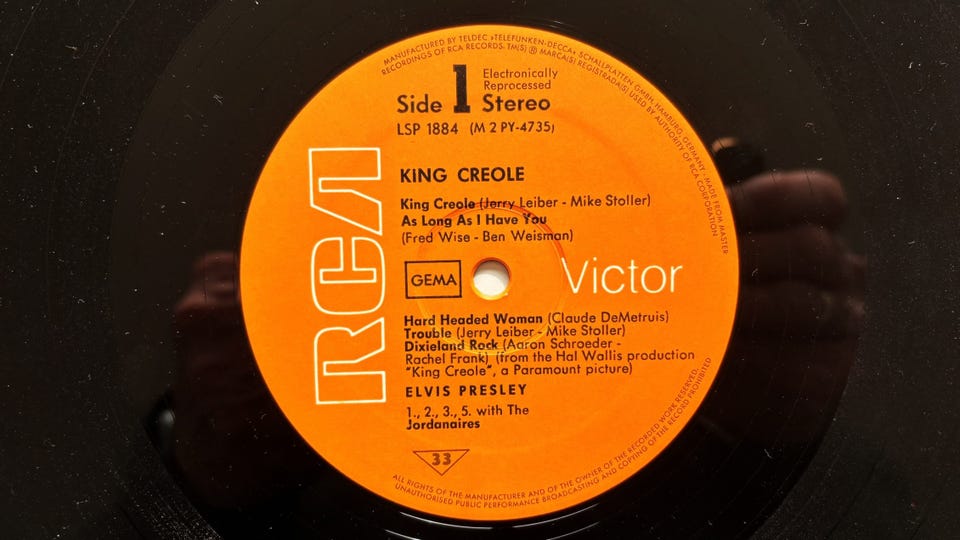 MANUFACTURED BY TELDEC »TELEFUNKEN-DECCA« SCHALLPLATTEN GMBH, HAMBURG, GERMANY · MADE FROM MASTER
RECORDINGS OF RCA RECORDS. TM(S) ® MARCA(S) REGISTRADA(S) USED BY AUTHORITY OF RCA CORPORATION
Side 1 Electronically
Reprocessed
Stereo
LSP 1884 (M 2 PY-4735)
KING CREOLE
King Creole (Jerry Leiber - Mike Stoller)
As Long As I Have You
(Fred Wise - Ben Weisman)
RCA
GEMA
Victor
Hard Headed Woman (Claude DeMetruis)
Trouble (Jerry Leiber - Mike Stoller)
Dixieland Rock (Aaron Schroeder -
Rachel Frank) (from the Hal Wallis production
"King Creole", a Paramount picture)
ELVIS PRESLEY
1., 2., 3., 5. with The
Jordanaires
33
ALL RIGHTS OF THE MANUFACTURER AND OF THE OWNER OF THE RECORDED WORK RESERVED.
UNAUTHORISED PUBLIC PERFORMANCE BROADCASTING AND COPYING OF THE RECORD PROHIBITED